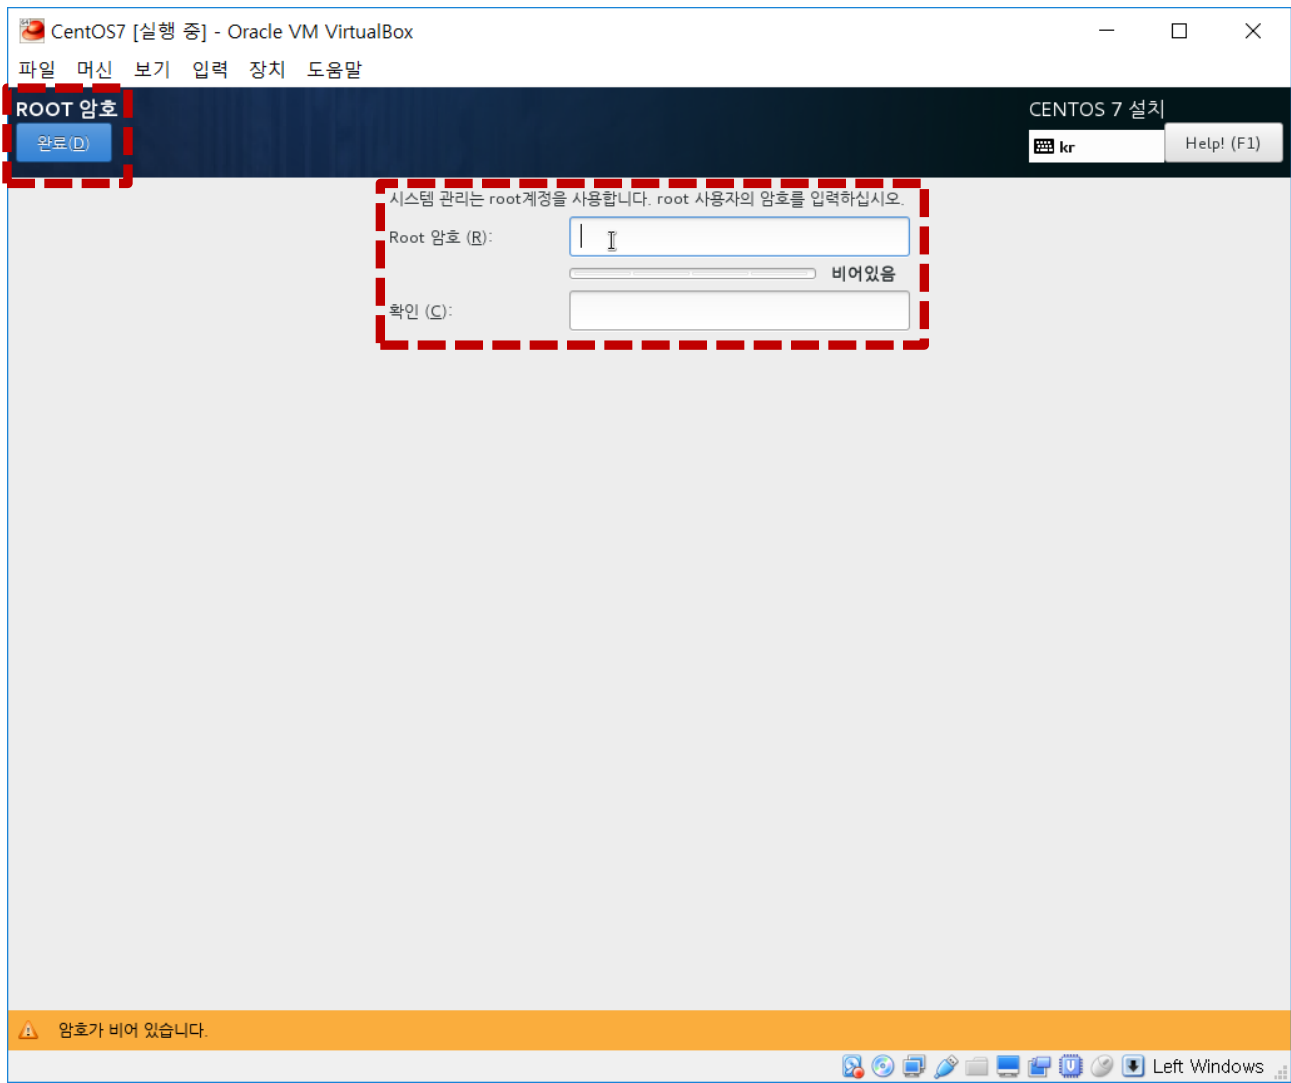 CentOS7 [실행 중] - Oracle VM VirtualBox
파일 머신 보기 입력 장치 도움말
ROOT 암호
완료(D)
CENTOS 7 설치
kr
Help! (F1)
시스템 관리는 root계정을 사용합니다. root 사용자의 암호를 입력하십시오.
Root 암호 (R):
비어있음
확인 (C):
암호가 비어 있습니다.
Left Windows